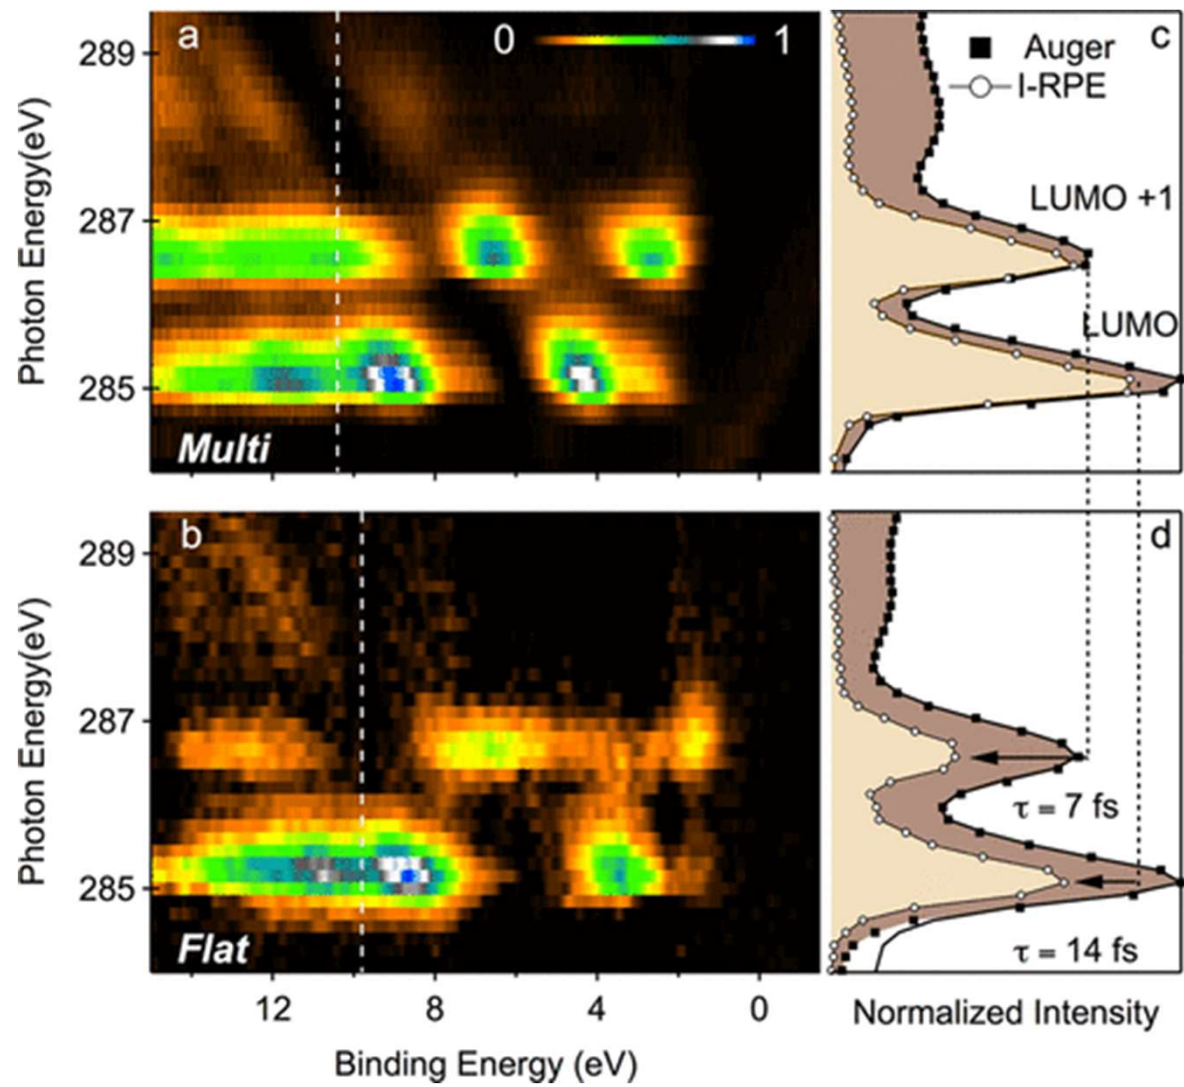 a
0 1
289
287
285
Photon Energy(eV)
Multi
c
Auger
I-RPE
LUMO +1
LUMO
b
289
287
285
Photon Energy(eV)
Flat
12 8 4 0
Binding Energy (eV)
d
τ = 7 fs
τ = 14 fs
Normalized Intensity